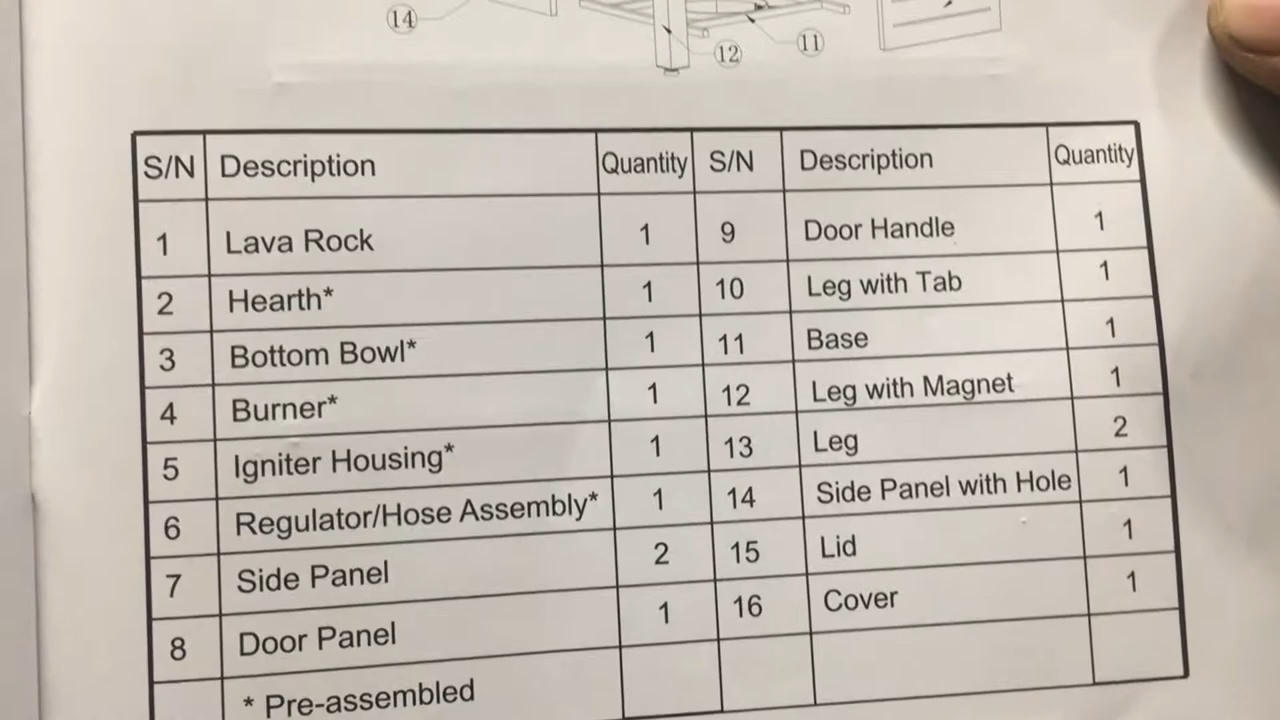 14
12
11
S/N Description Quantity S/N Description Quantity
1 Lava Rock 1 9 Door Handle 1
2 Hearth* 1 10 Leg with Tab 1
3 Bottom Bowl* 1 11 Base 1
4 Burner* 1 12 Leg with Magnet 1
5 Igniter Housing* 1 13 Leg 2
6 Regulator/Hose Assembly* 1 14 Side Panel with Hole 1
7 Side Panel 2 15 Lid 1
8 Door Panel 1 16 Cover 1
* Pre-assembled